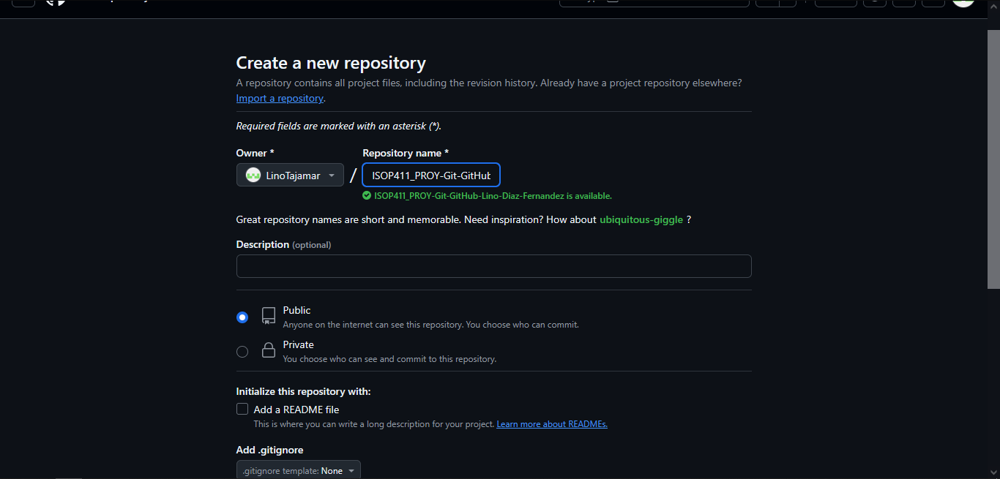 Create a new repository
A repository contains all project files, including the revision history. Already have a project repository elsewhere?
Import a repository.
Required fields are marked with an asterisk (*).
Owner *
Repository name *
LinoTajamar
/
ISOP411_PROY-Git-GitHub
ISOP411_PROY-Git-GitHub-Lino-Diaz-Fernandez is available.
Great repository names are short and memorable. Need inspiration? How about ubiquitous-giggle ?
Description (optional)
Public
Anyone on the internet can see this repository. You choose who can commit.
Private
You choose who can see and commit to this repository.
Initialize this repository with:
Add a README file
This is where you can write a long description for your project. Learn more about READMEs.
Add .gitignore
.gitignore template: None